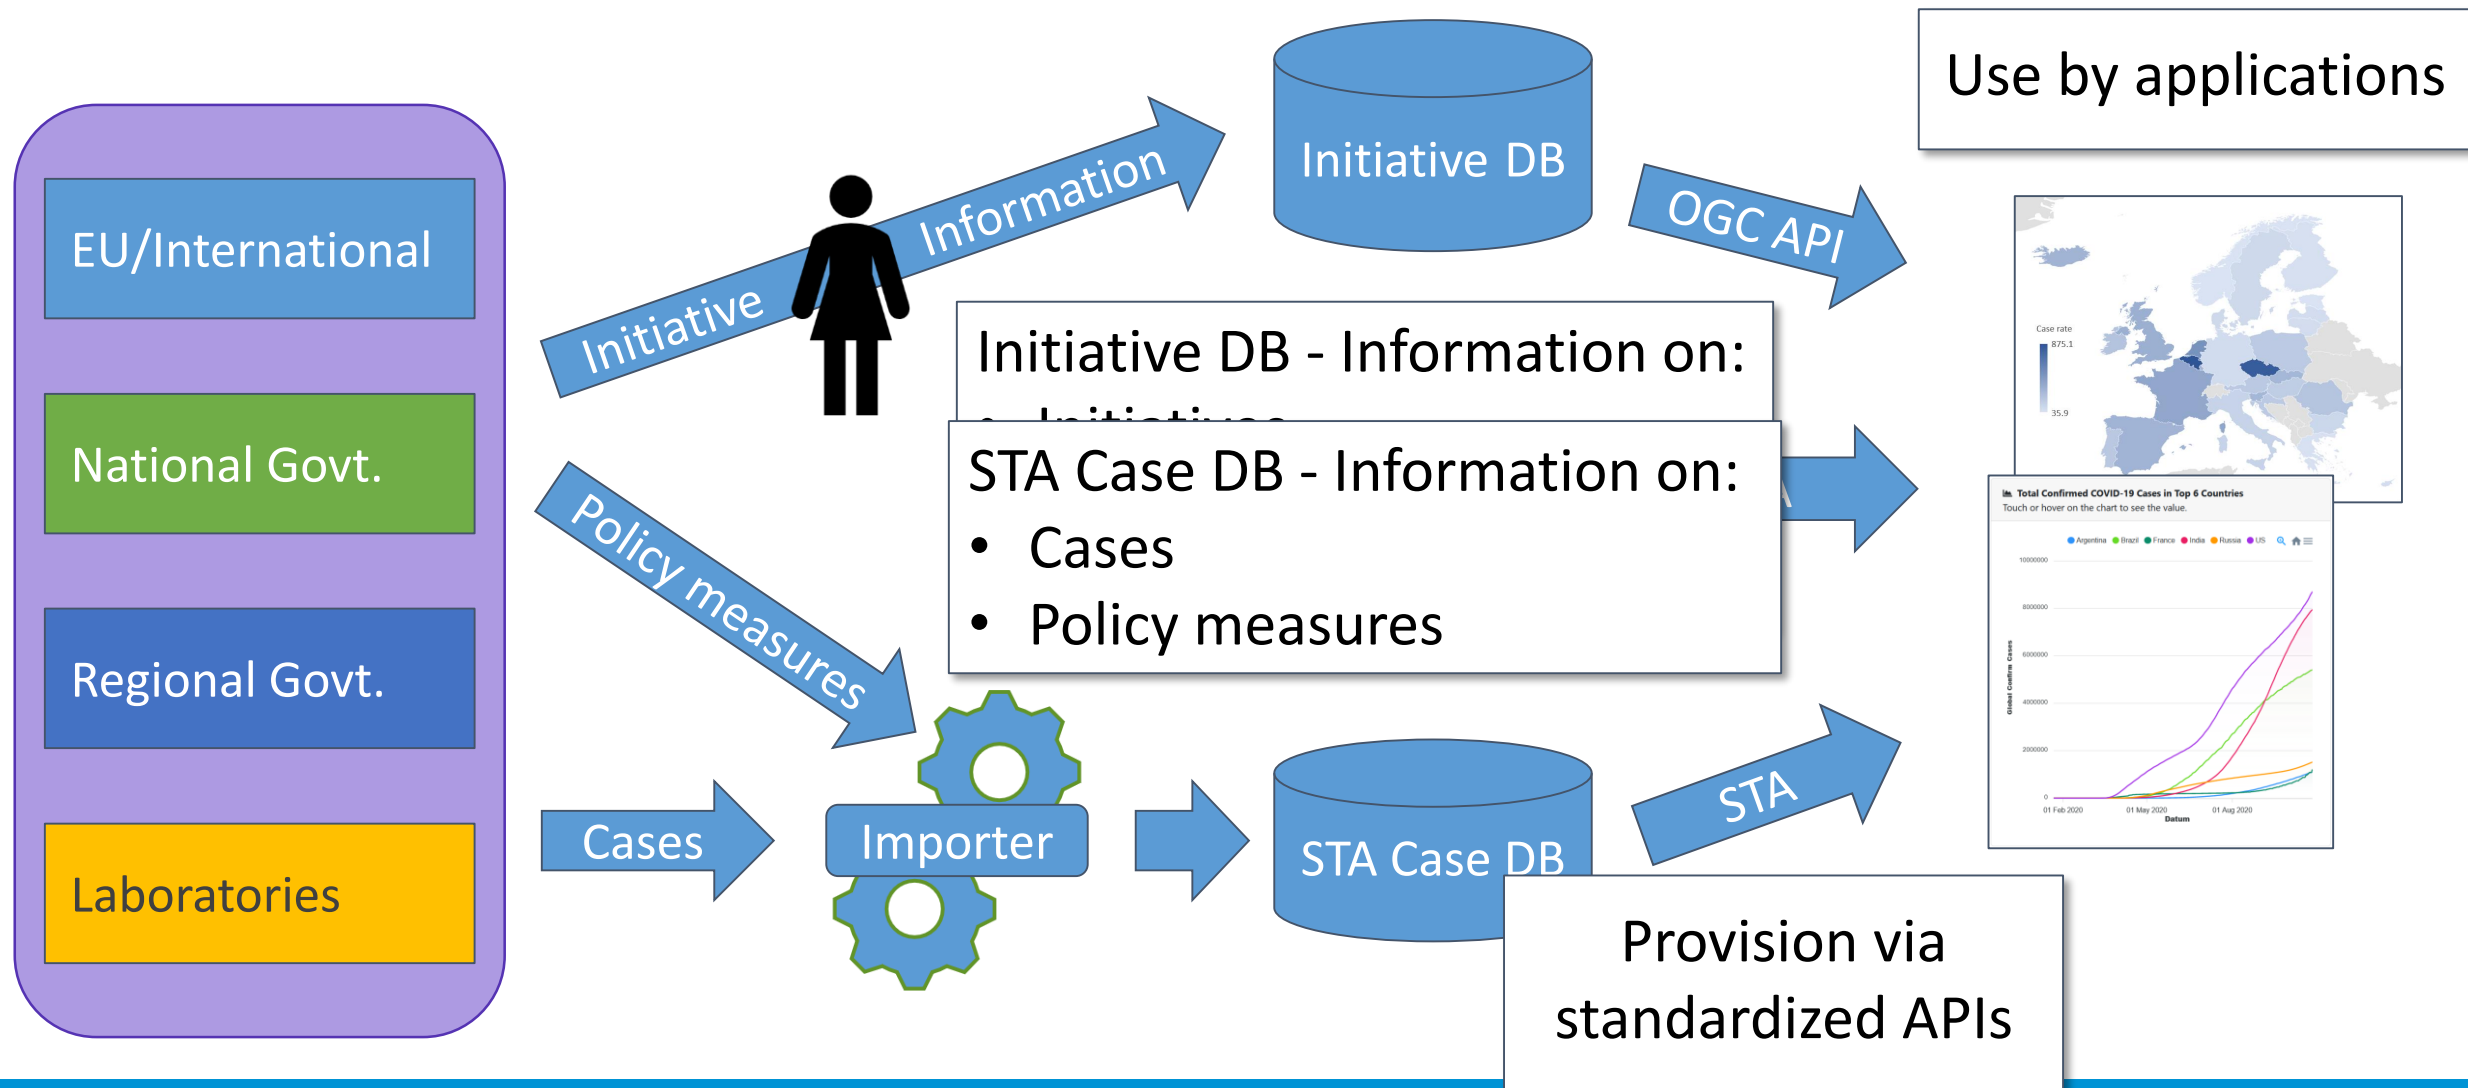 EU/International
National Govt.
Regional Govt.
Laboratories
Initiative Information
Policy measures
Cases
Importer
Initiative DB
STA Case DB
Initiative DB - Information on:
STA Case DB - Information on:
• Cases
• Policy measures
OGC API
STA
Provision via
standardized APIs
Use by applications
Case rate
875.1
35.9
Total Confirmed COVID-19 Cases in Top 6 Countries
Touch or hover on the chart to see the value.
Argentina Brazil France India Russia US
Global Confirm Cases
10000000
8000000
6000000
4000000
2000000
0
01 Feb 2020 01 May 2020 01 Aug 2020
Datum